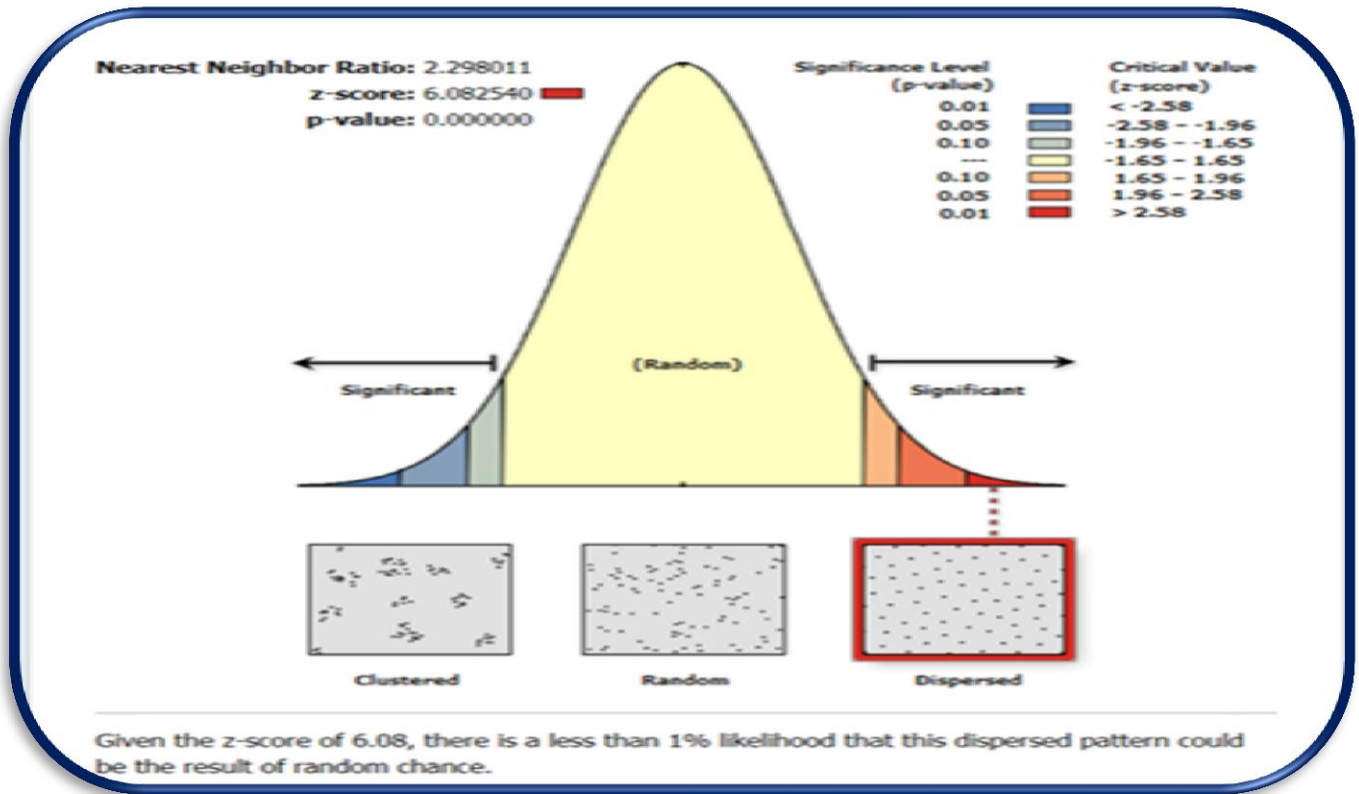 Nearest Neighbor Ratio: 2.298011
z-score: 6.082540
p-value: 0.000000
Significance Level (p-value) Critical Value (z-score)
0.01 < -2.58
0.05 -2.58 - -1.96
0.10 -1.96 - -1.65
--- -1.65 - 1.65
0.10 1.65 - 1.96
0.05 1.96 - 2.58
0.01 > 2.58
(Random)
Significant Significant
Clustered Random Dispersed
Given the z-score of 6.08, there is a less than 1% likelihood that this dispersed pattern could
be the result of random chance.